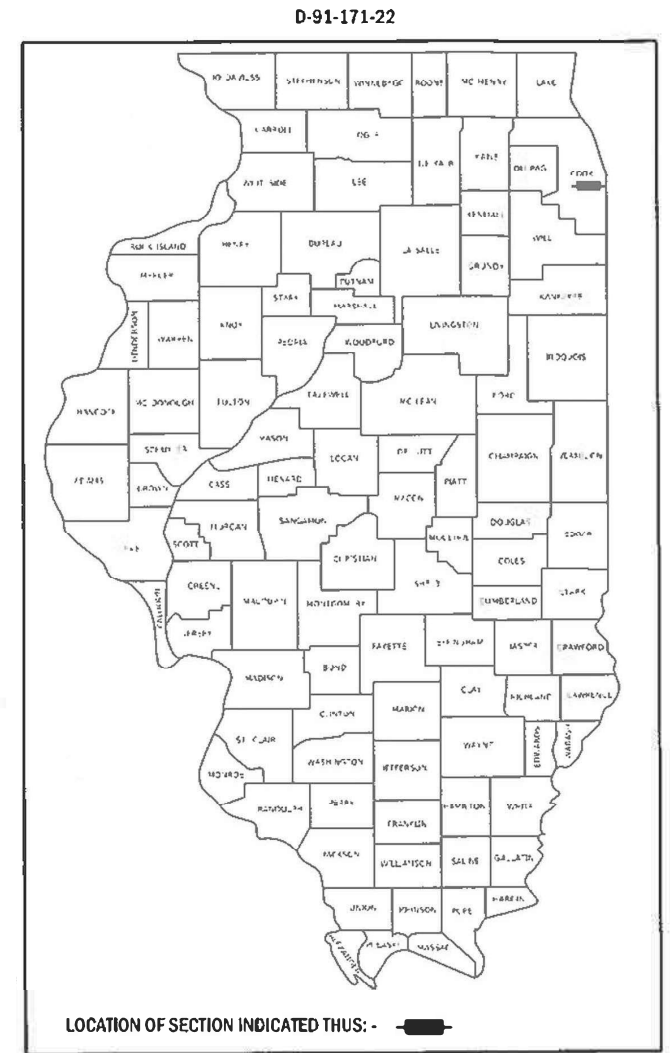 D-91-171-22
JO DAVIESS STEPHENSON WINNEBAGO BOONE MC HENRY LAKE
CARROLL OGLE DE KALB KANE DU PAGE COOK
WHITESIDE LEE
KENDALL WILL
ROCK ISLAND HENRY BUREAU LA SALLE GRUNDY
MERCER PUTNAM
STARK MARSHALL KANKAKEE
HENDERSON WARREN KNOX PEORIA WOODFORD LIVINGSTON IROQUOIS
HANCOCK MC DONOUGH FULTON TAZEWELL MC LEAN FORD
SCHUYLER MASON LOGAN DE WITT CHAMPAIGN VERMILION
ADAMS BROWN CASS MENARD MACON PIATT
PIKE SCOTT MORGAN SANGAMON CHRISTIAN MOULTRIE DOUGLAS EDGAR
COLES
CALHOUN GREENE MACOUPIN MONTGOMERY SHELBY CUMBERLAND CLARK
JERSEY
MADISON BOND FAYETTE EFFINGHAM JASPER CRAWFORD
CLINTON MARION CLAY RICHLAND LAWRENCE
ST. CLAIR WASHINGTON JEFFERSON WAYNE EDWARDS WABASH
MONROE
RANDOLPH PERRY FRANKLIN HAMILTON WHITE
JACKSON WILLIAMSON SALINE GALLATIN
UNION JOHNSON POPE HARDIN
ALEXANDER PULASKI MASSAC
LOCATION OF SECTION INDICATED THUS: -